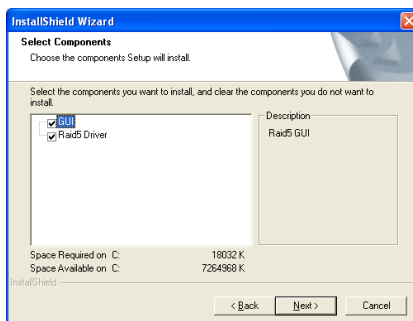 InstallShield Wizard
Select Components
Choose the components Setup will install.
Select the components you want to install, and clear the components you do not want to
install.
GUI
Raid5 Driver
Description
Raid5 GUI
Space Required on C: 18032 K
Space Available on C: 7264968 K
InstallShield
< Back
Next >
Cancel